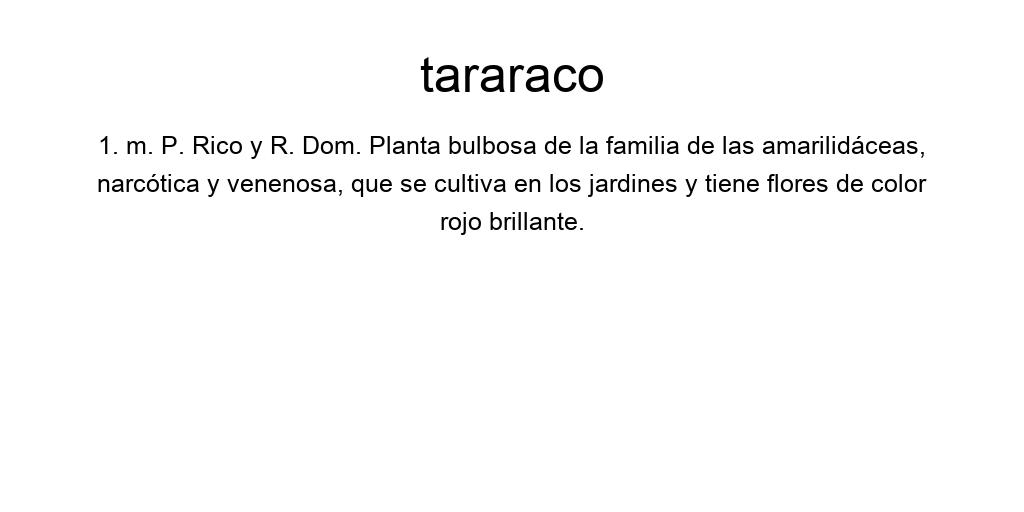 tararaco
1. m. P. Rico y R. Dom. Planta bulbosa de la familia de las amarilidáceas,
narcótica y venenosa, que se cultiva en los jardines y tiene flores de color
rojo brillante.